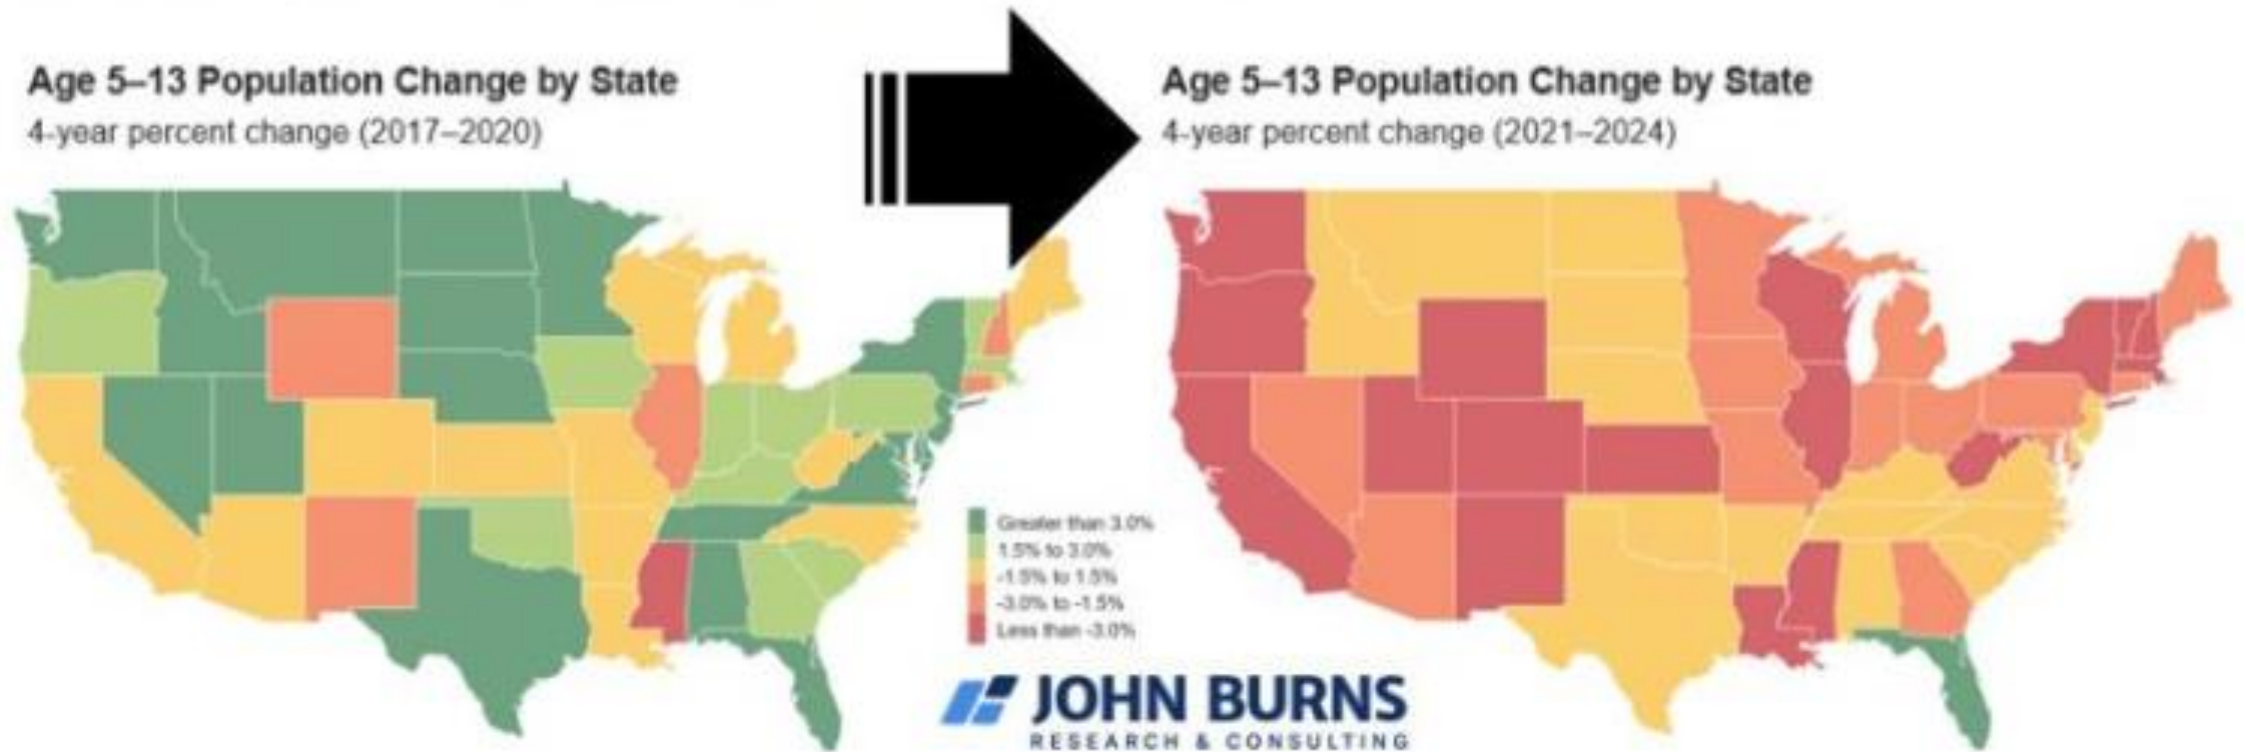 Age 5–13 Population Change by State
4-year percent change (2017–2020)
Age 5–13 Population Change by State
4-year percent change (2021–2024)
Greater than 3.0%
1.5% to 3.0%
-1.5% to 1.5%
-3.0% to -1.5%
Less than -3.0%
JOHN BURNS
RESEARCH & CONSULTING